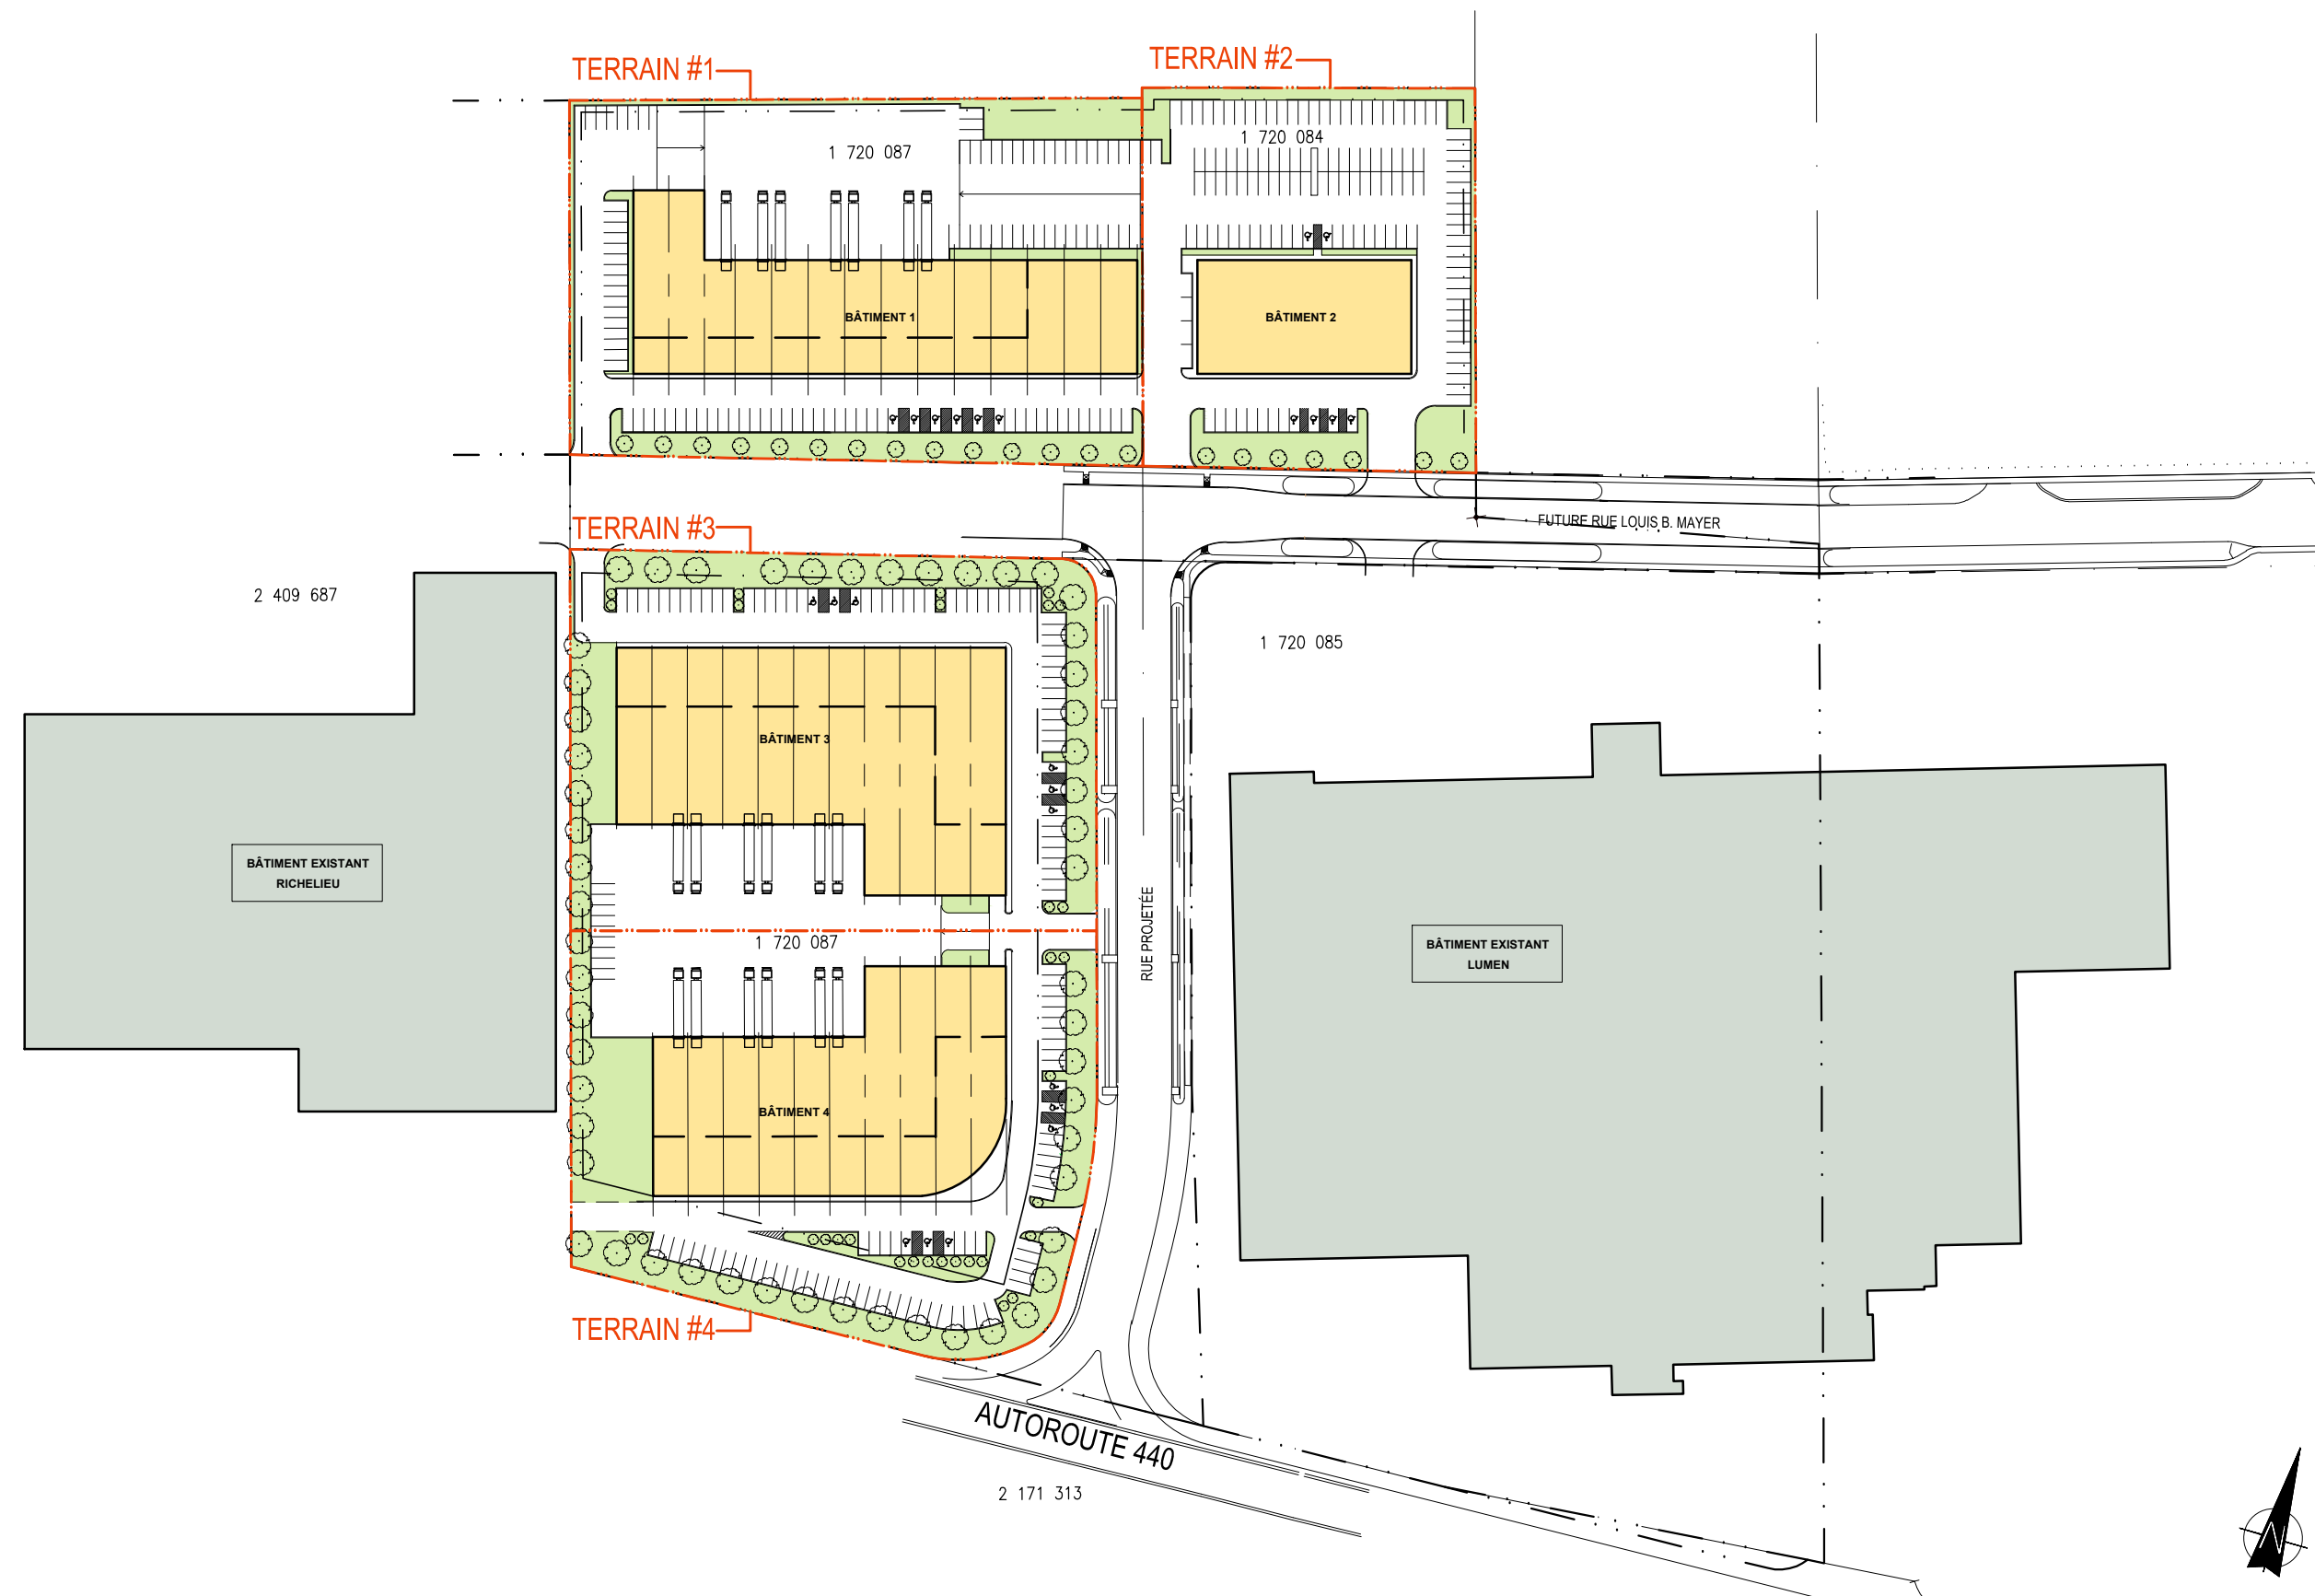 TERRAIN #1
TERRAIN #2
1 720 087
1 720 084
BÂTIMENT 1
BÂTIMENT 2
TERRAIN #3
FUTURE RUE LOUIS B. MAYER
2 409 687
1 720 085
BÂTIMENT 3
BÂTIMENT EXISTANT
RICHELIEU
RUE PROJETÉE
1 720 087
BÂTIMENT EXISTANT
LUMEN
BÂTIMENT 4
TERRAIN #4
AUTOROUTE 440
2 171 313
N